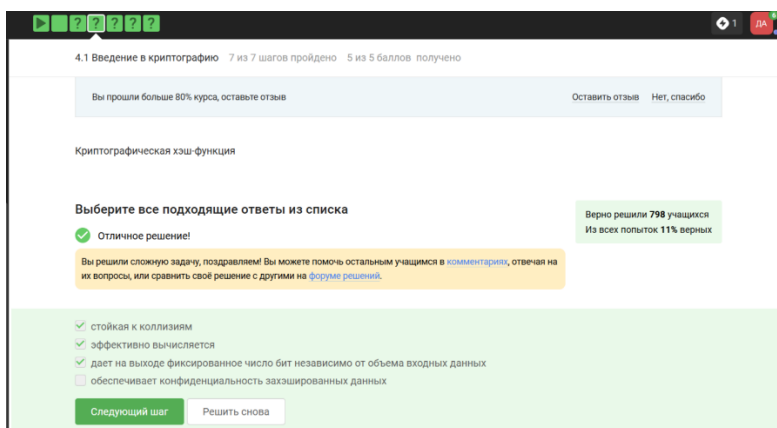 ? ? ? ? ?
1
ДА
6
4.1 Введение в криптографию 7 из 7 шагов пройдено 5 из 5 баллов получено
Вы прошли больше 80% курса, оставьте отзыв
Оставить отзыв Нет, спасибо
Криптографическая хэш-функция
Выберите все подходящие ответы из списка
Верно решили 798 учащихся
Из всех попыток 11% верных
Отличное решение!
Вы решили сложную задачу, поздравляем! Вы можете помочь остальным учащимся в комментариях, отвечая на
их вопросы, или сравнить своё решение с другими на форуме решений.
стойкая к коллизиям
эффективно вычисляется
дает на выходе фиксированное число бит независимо от объема входных данных
обеспечивает конфиденциальность захэшированных данных
Следующий шаг Решить снова